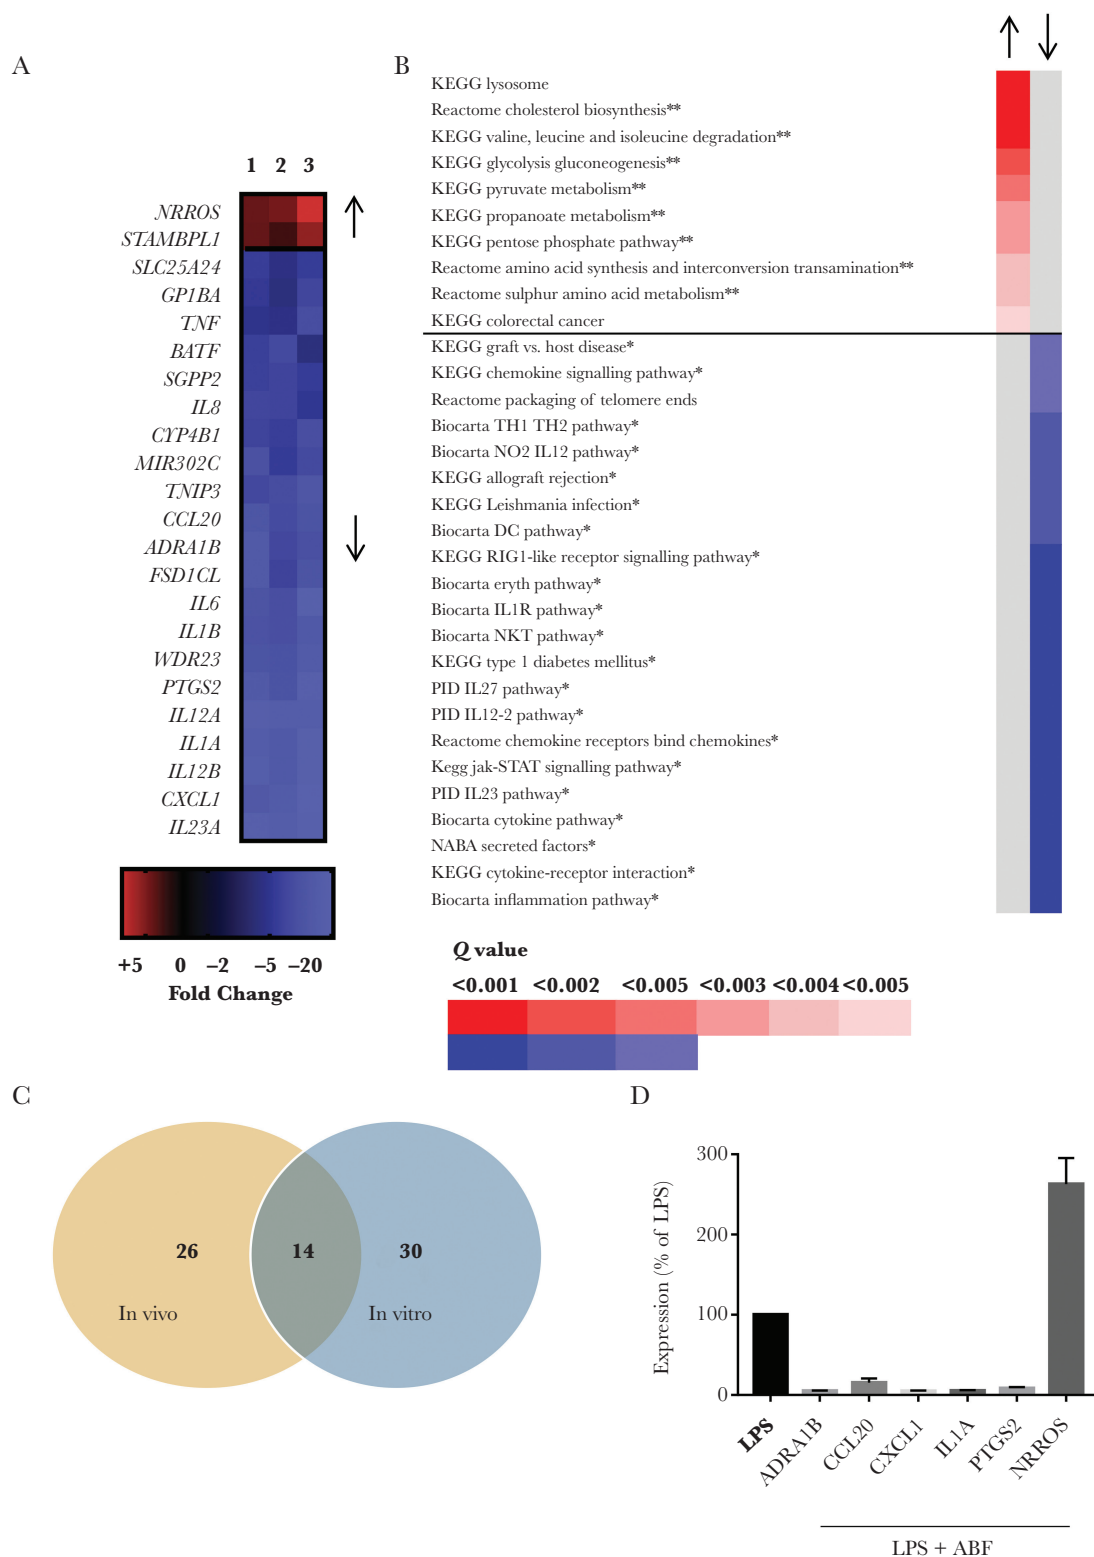 A
1 2 3
NRROS
STAMBPL1
SLC25A24
GP1BA
TNF
BATF
SGPP2
IL8
CYP4B1
MIR302C
TNIP3
CCL20
ADRA1B
FSD1CL
IL6
IL1B
WDR23
PTGS2
IL12A
IL1A
IL12B
CXCL1
IL23A
+5 0 –2 –5 –20
Fold Change
B
KEGG lysosome
Reactome cholesterol biosynthesis**
KEGG valine, leucine and isoleucine degradation**
KEGG glycolysis gluconeogenesis**
KEGG pyruvate metabolism**
KEGG propanoate metabolism**
KEGG pentose phosphate pathway**
Reactome amino acid synthesis and interconversion transamination**
Reactome sulphur amino acid metabolism**
KEGG colorectal cancer
KEGG graft vs. host disease*
KEGG chemokine signalling pathway*
Reactome packaging of telomere ends
Biocarta TH1 TH2 pathway*
Biocarta NO2 IL12 pathway*
KEGG allograft rejection*
KEGG Leishmania infection*
Biocarta DC pathway*
KEGG RIG1-like receptor signalling pathway*
Biocarta eryth pathway*
Biocarta IL1R pathway*
Biocarta NKT pathway*
KEGG type 1 diabetes mellitus*
PID IL27 pathway*
PID IL12-2 pathway*
Reactome chemokine receptors bind chemokines*
Kegg jak-STAT signalling pathway*
PID IL23 pathway*
Biocarta cytokine pathway*
NABA secreted factors*
KEGG cytokine-receptor interaction*
Biocarta inflammation pathway*
Q value
<0.001 <0.002 <0.005 <0.003 <0.004 <0.005
C
26 14 30
In vivo In vitro
D
Expression (% of LPS)
300
200
100
0
LPS
ADRA1B
CCL20
CXCL1
IL1A
PTGS2
NRROS
LPS + ABF